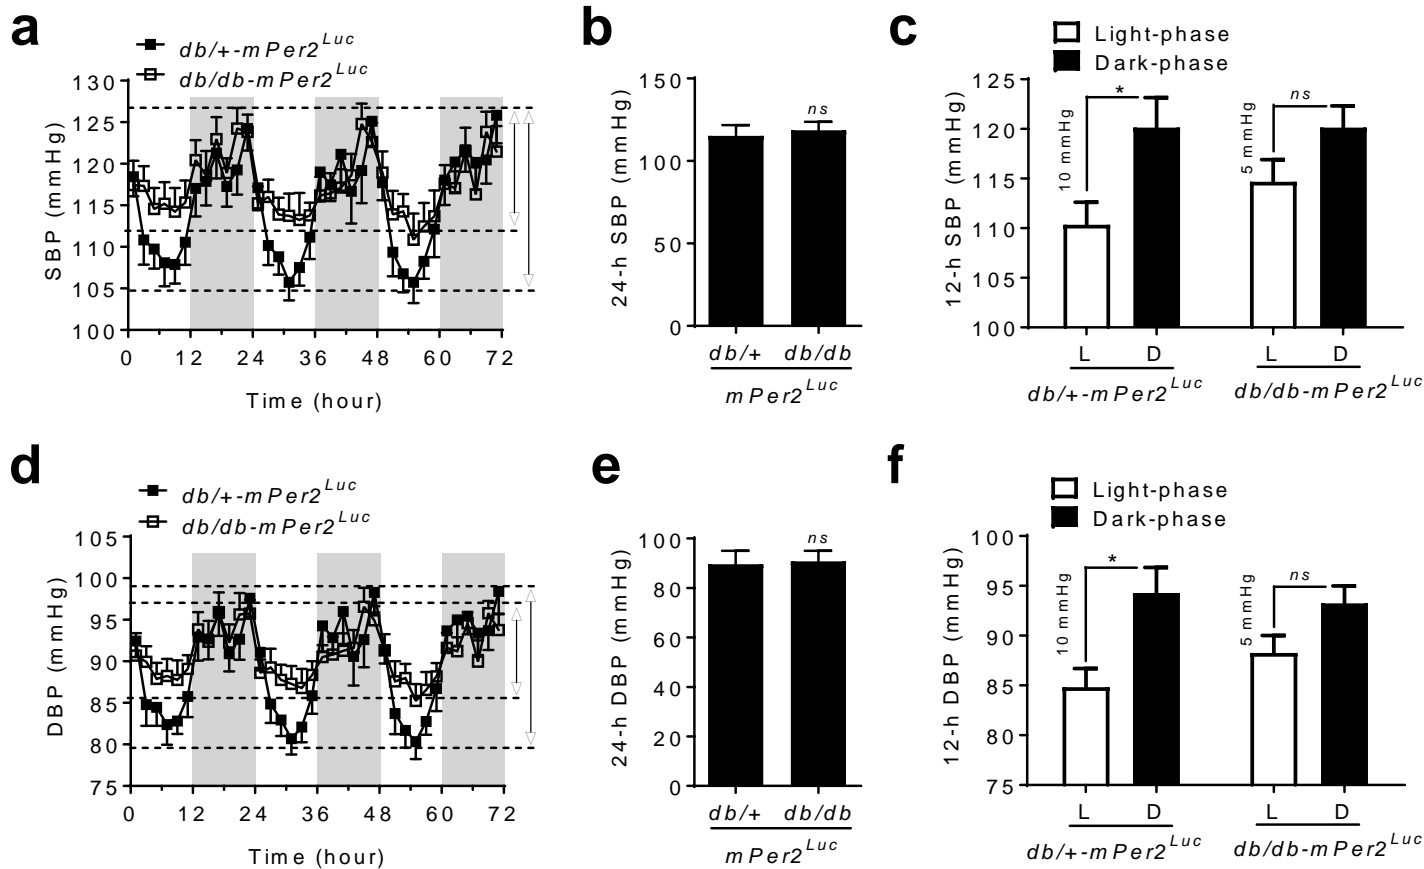 a
db/+-mPer2Luc
db/db-mPer2Luc
130
125
120
115
110
105
100
SBP (mmHg)
0 12 24 36 48 60 72
Time (hour)
b
150
100
50
0
24-h SBP (mmHg)
ns
db/+ db/db
mPer2Luc
c
Light-phase
Dark-phase
125
120
115
110
105
100
12-h SBP (mmHg)
10 mmHg
*
5 mmHg
ns
L D L D
db/+-mPer2Luc db/db-mPer2Luc
d
db/+-mPer2Luc
db/db-mPer2Luc
105
100
95
90
85
80
75
DBP (mmHg)
0 12 24 36 48 60 72
Time (hour)
e
100
80
60
40
20
0
24-h DBP (mmHg)
ns
db/+ db/db
mPer2Luc
f
Light-phase
Dark-phase
100
95
90
85
80
75
12-h DBP (mmHg)
10 mmHg
*
5 mmHg
ns
L D L D
db/+-mPer2Luc db/db-mPer2Luc